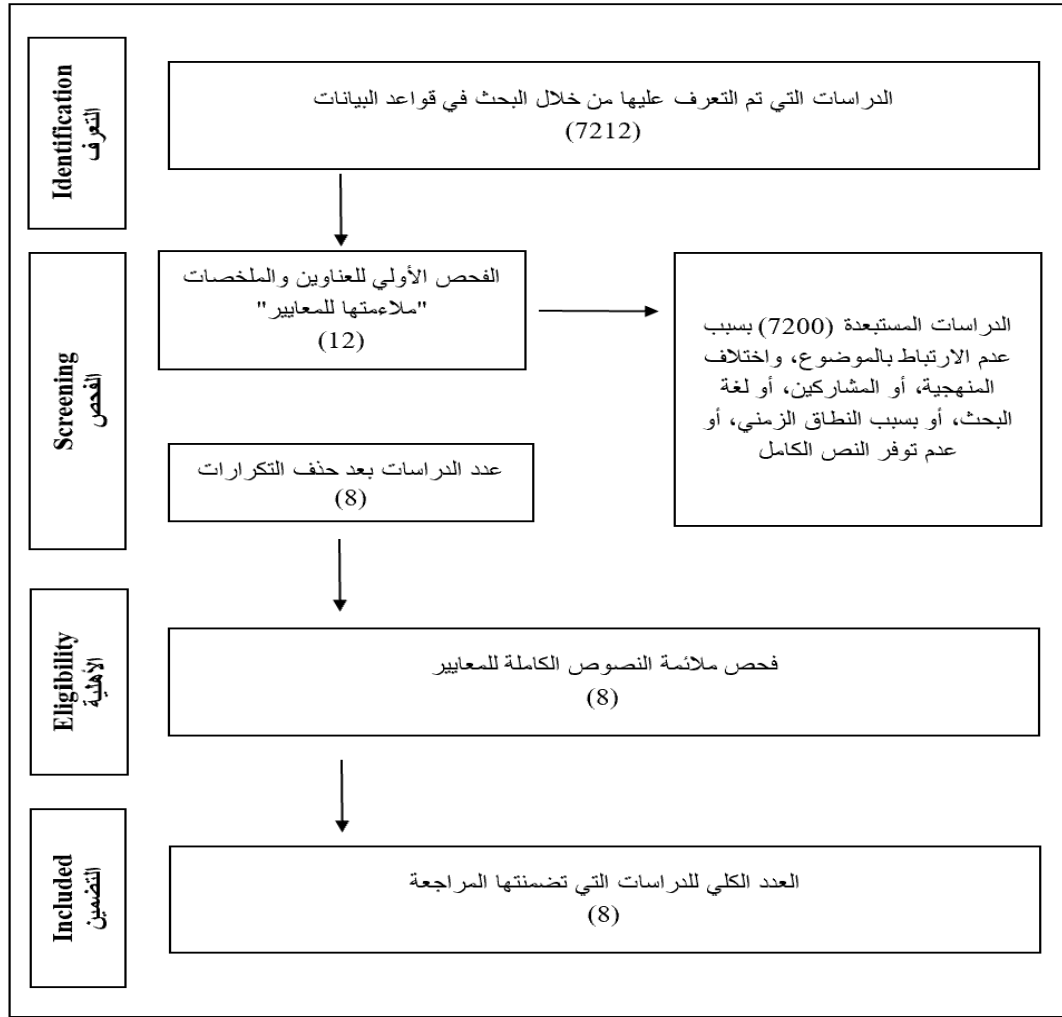 Identification
التعرف
الدراسات التي تم التعرف عليها من خلال البحث في قواعد البيانات
(7212)
Screening
الفحص
الفحص الأولي للعناوين والملخصات
"ملاءمتها للمعايير"
(12)
الدراسات المستبعدة (7200) بسبب
عدم الارتباط بالموضوع، واختلاف
المنهجية، أو المشاركين، أو لغة
البحث، أو بسبب النطاق الزمني، أو
عدم توفر النص الكامل
عدد الدراسات بعد حذف التكرارات
(8)
Eligibility
الأهلية
فحص ملائمة النصوص الكاملة للمعايير
(8)
Included
التضمين
العدد الكلي للدراسات التي تضمنتها المراجعة
(8)